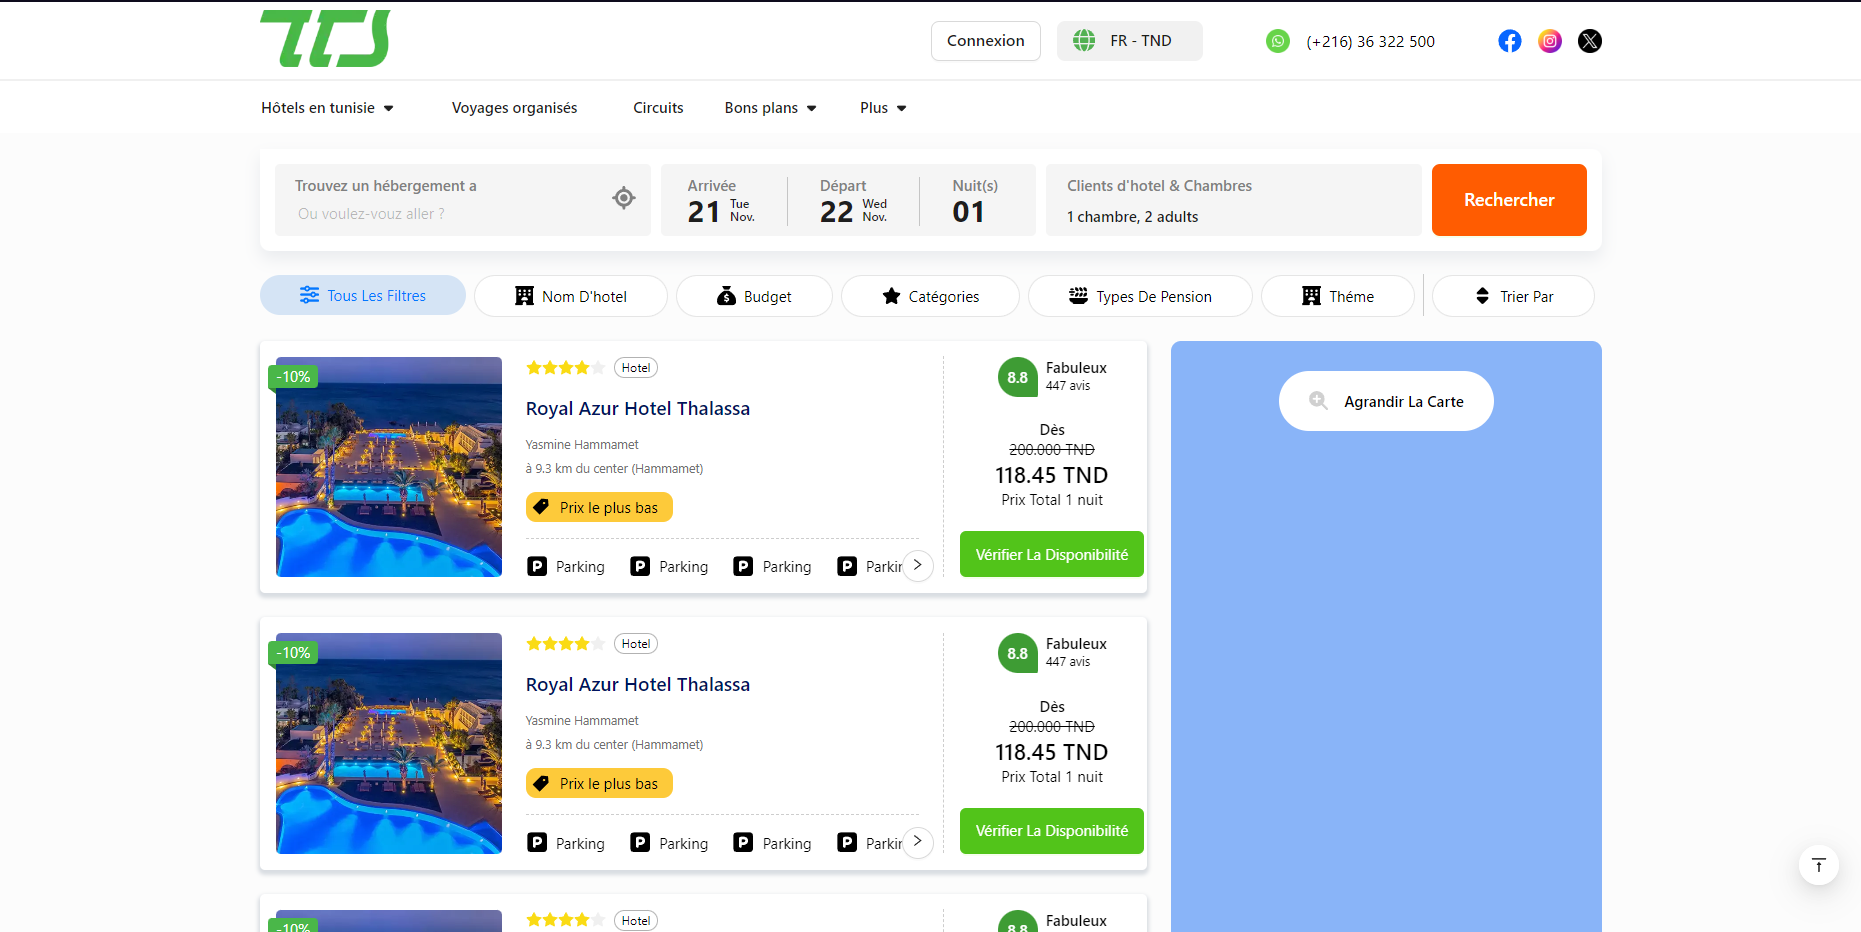 TCS
Connexion
FR - TND
(+216) 36 322 500
Hôtels en tunisie
Voyages organisés
Circuits
Bons plans
Plus
Trouvez un hébergement a
Ou voulez-vouz aller ?
Arrivée
21 Tue Nov.
Départ
22 Wed Nov.
Nuit(s)
01
Clients d'hotel & Chambres
1 chambre, 2 adults
Rechercher
Tous Les Filtres
Nom D'hotel
Budget
Catégories
Types De Pension
Théme
Trier Par
-10%
Hotel
Royal Azur Hotel Thalassa
Yasmine Hammamet
à 9.3 km du center (Hammamet)
Prix le plus bas
P Parking
P Parking
P Parking
P Parkir
8.8
Fabuleux
447 avis
Dès
200.000 TND
118.45 TND
Prix Total 1 nuit
Vérifier La Disponibilité
Agrandir La Carte
-10%
Hotel
Royal Azur Hotel Thalassa
Yasmine Hammamet
à 9.3 km du center (Hammamet)
Prix le plus bas
P Parking
P Parking
P Parking
P Parkir
8.8
Fabuleux
447 avis
Dès
200.000 TND
118.45 TND
Prix Total 1 nuit
Vérifier La Disponibilité
-10%
Hotel
8.8
Fabuleux